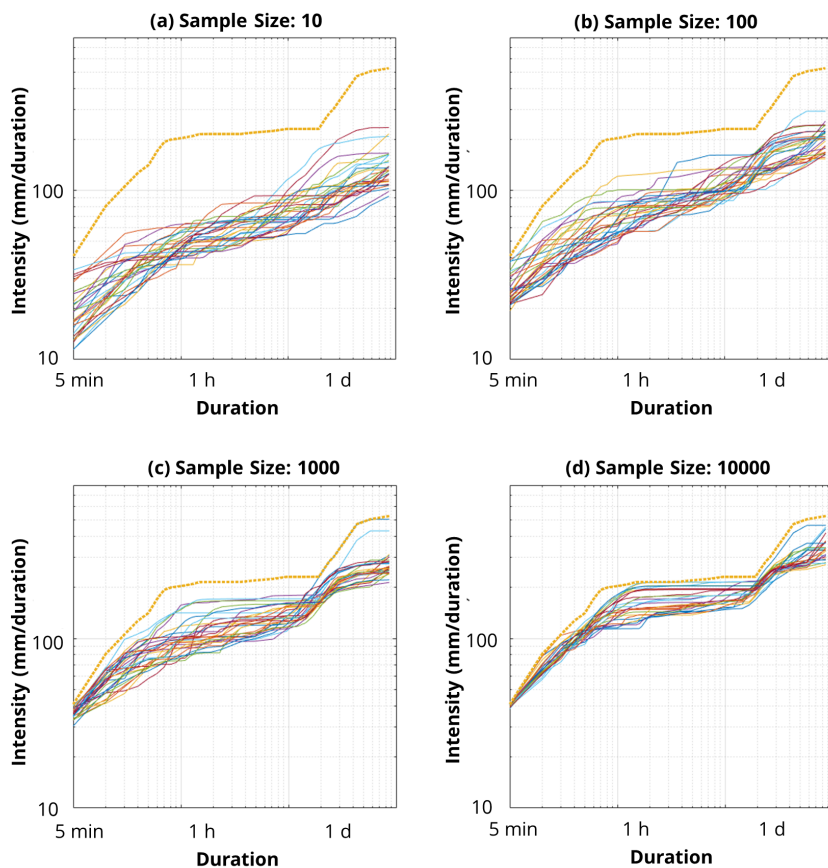 (a) Sample Size: 10
(b) Sample Size: 100
Intensity (mm/duration)
100
10
5 min 1 h 1 d
Duration
Intensity (mm/duration)
100
10
5 min 1 h 1 d
Duration
(c) Sample Size: 1000
(d) Sample Size: 10000
Intensity (mm/duration)
100
10
5 min 1 h 1 d
Duration
Intensity (mm/duration)
100
10
5 min 1 h 1 d
Duration